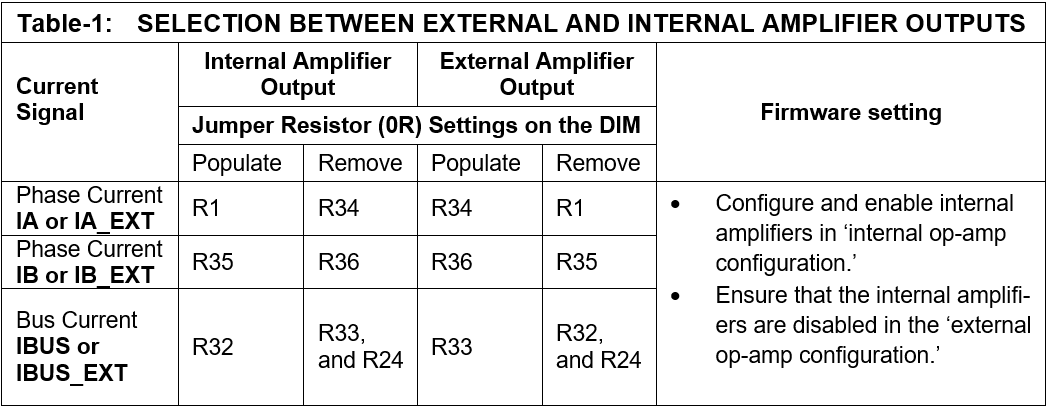 Table-1: SELECTION BETWEEN EXTERNAL AND INTERNAL AMPLIFIER OUTPUTS
Current
Signal
Internal Amplifier
Output
External Amplifier
Output
Firmware setting
Jumper Resistor (0R) Settings on the DIM
Populate Remove Populate Remove
Phase Current
IA or IA_EXT
R1 R34 R34 R1
Phase Current
IB or IB_EXT
R35 R36 R36 R35
Bus Current
IBUS or
IBUS_EXT
R32
R33,
and R24
R33
R32,
and R24
• Configure and enable internal
amplifiers in ‘internal op-amp
configuration.’
• Ensure that the internal amplifi-
ers are disabled in the ‘external
op-amp configuration.’